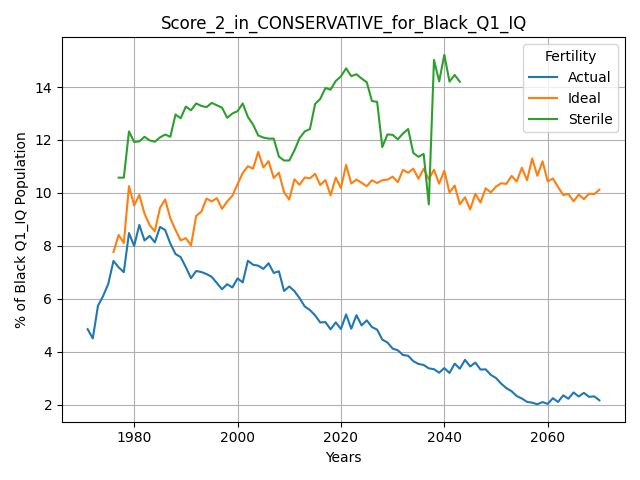 Score_2_in_CONSERVATIVE_for_Black_Q1_IQ
% of Black Q1_IQ Population
14
12
10
8
6
4
2
Fertility
Actual
Ideal
Sterile
1980
2000
2020
2040
2060
Years